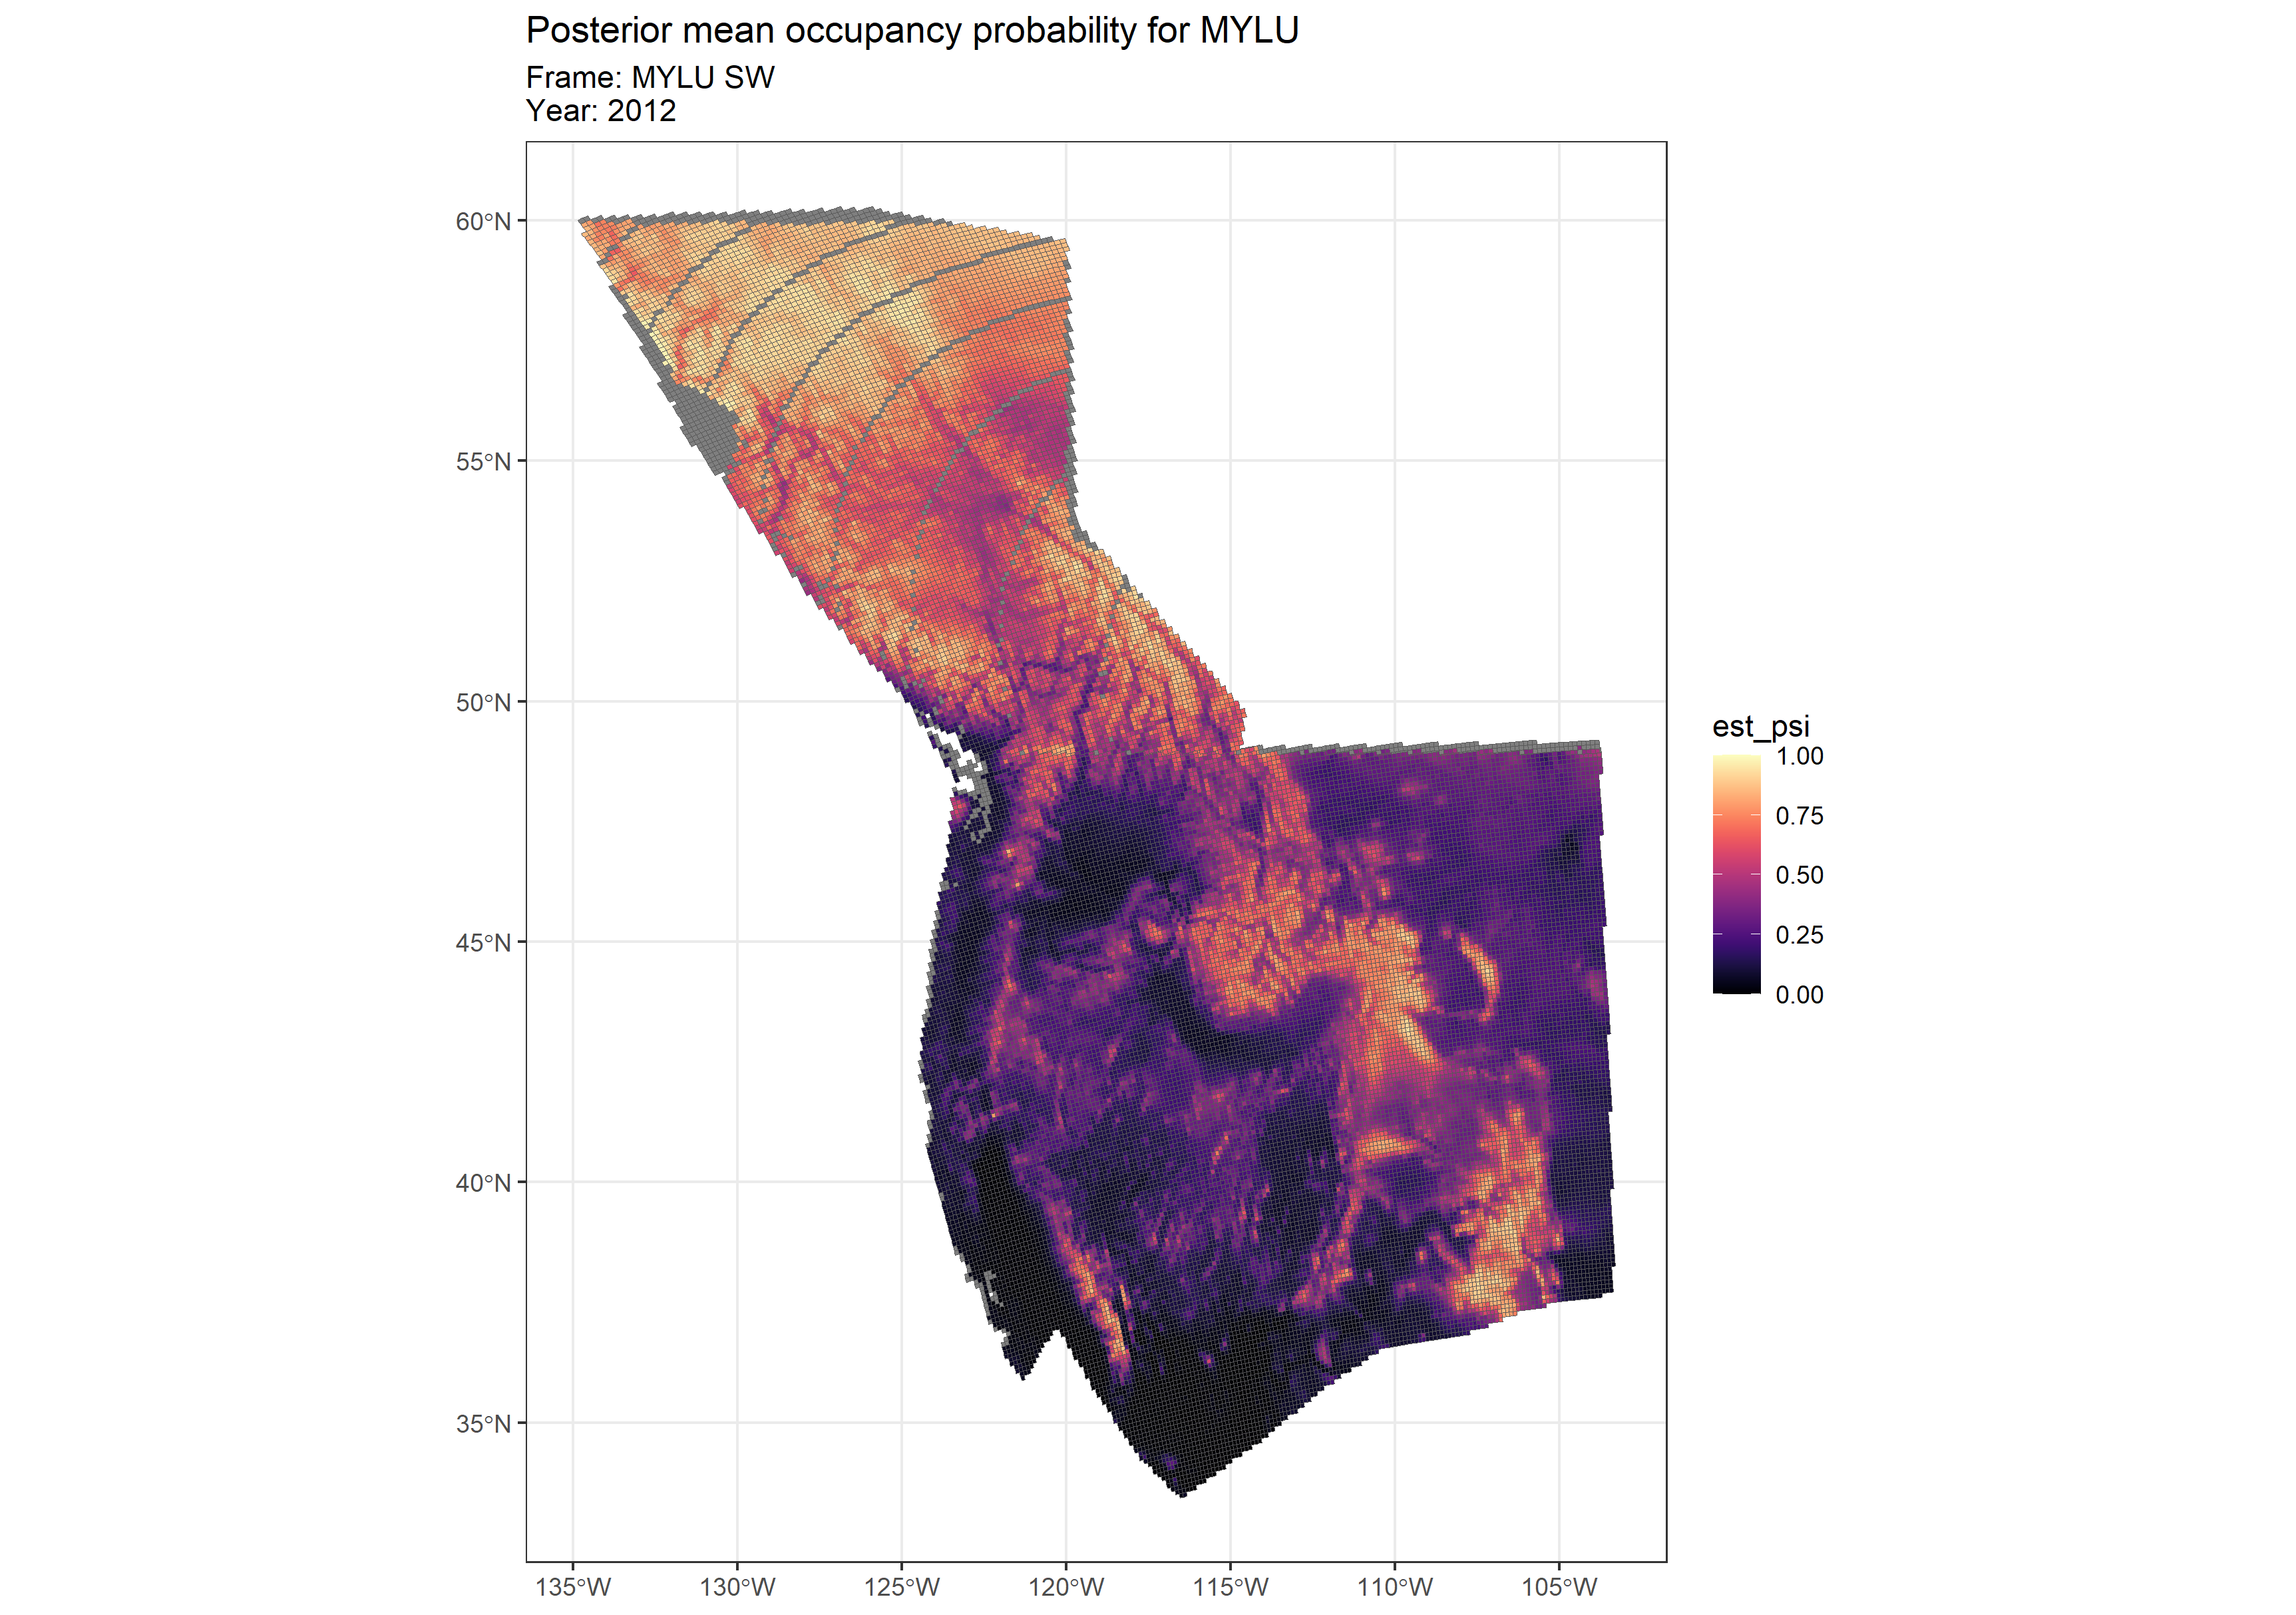 Posterior mean occupancy probability for MYLU
Frame: MYLU SW
Year: 2012
60°N
55°N
50°N
45°N
40°N
35°N
135°W 130°W 125°W 120°W 115°W 110°W 105°W
est_psi
1.00
0.75
0.50
0.25
0.00